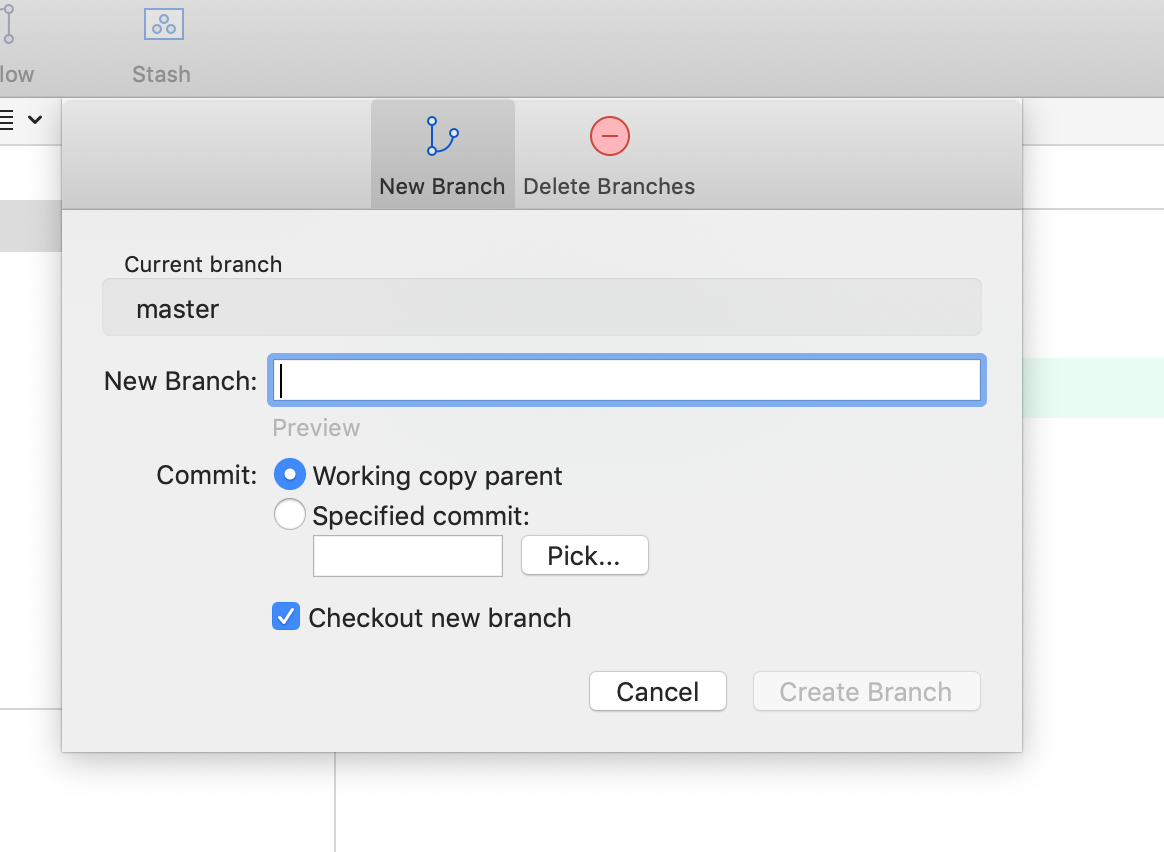 low
Stash
New Branch
Delete Branches
Current branch
master
New Branch:
Preview
Commit:
Working copy parent
Specified commit:
Pick...
Checkout new branch
Cancel
Create Branch